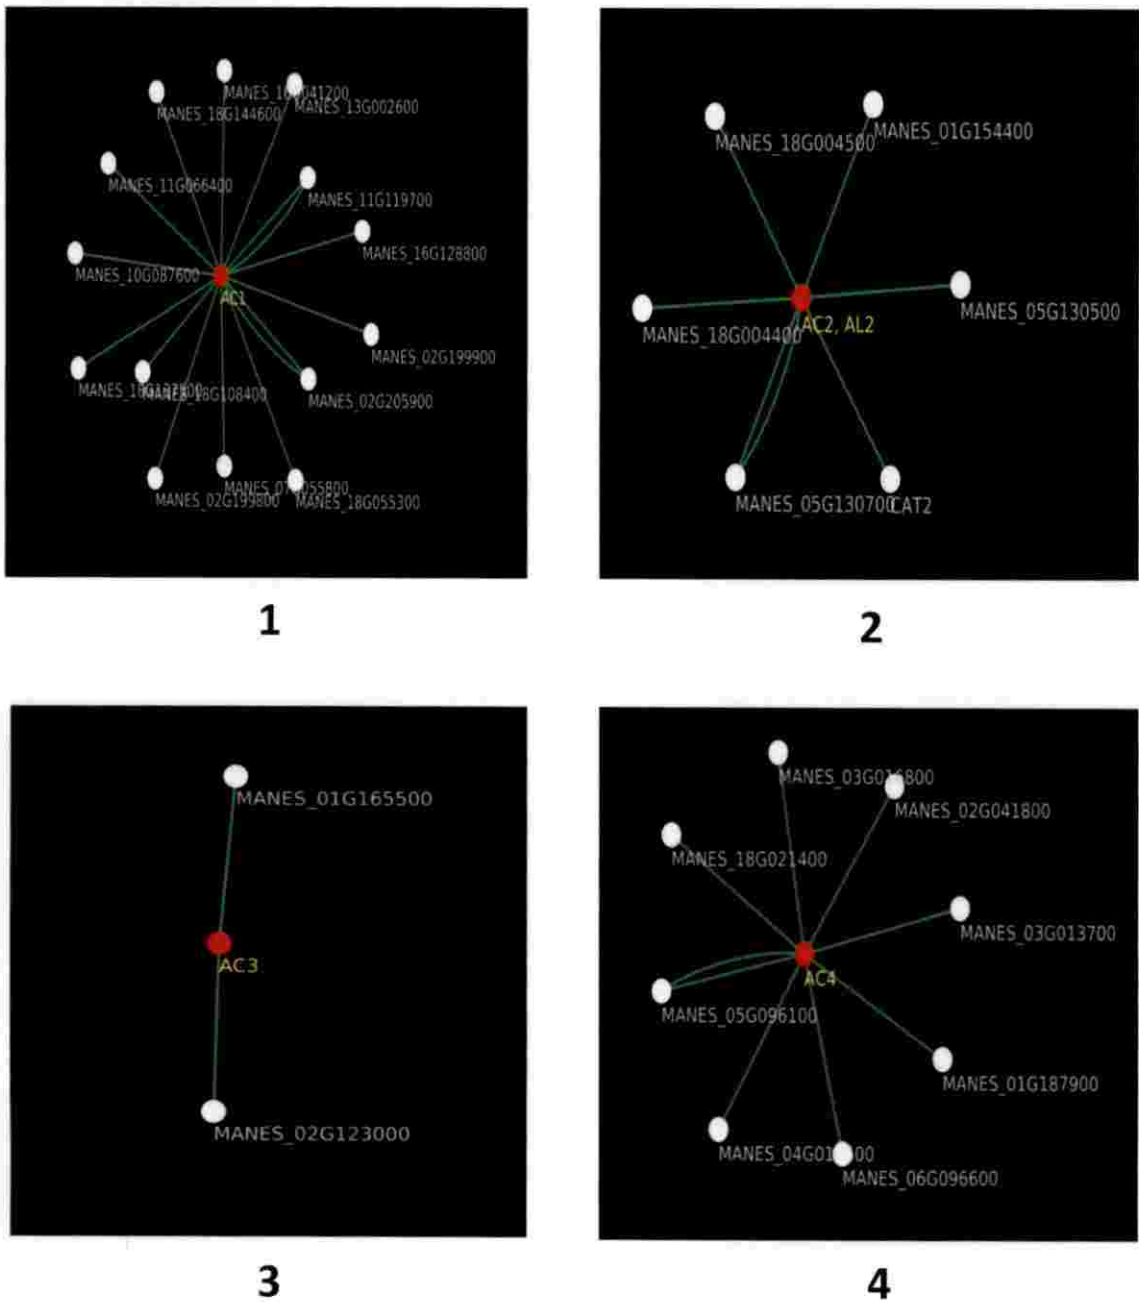 MANES_18G144600
MANES_13G002600
MANES_11G066400
MANES_11G119700
MANES_16G128800
MANES_10G087600
AC1
MANES_02G199900
MANES_18G108400
MANES_02G205900
MANES_02G199800
MANES_18G055300
1
MANES_18G004500
MANES_01G154400
MANES_05G130500
AC2, AL2
MANES_18G004400
MANES_05G130700
CAT2
2
MANES_01G165500
AC3
MANES_02G123000
3
MANES_02G041800
MANES_18G021400
MANES_03G013700
AC4
MANES_05G096100
MANES_01G187900
MANES_06G096600
4